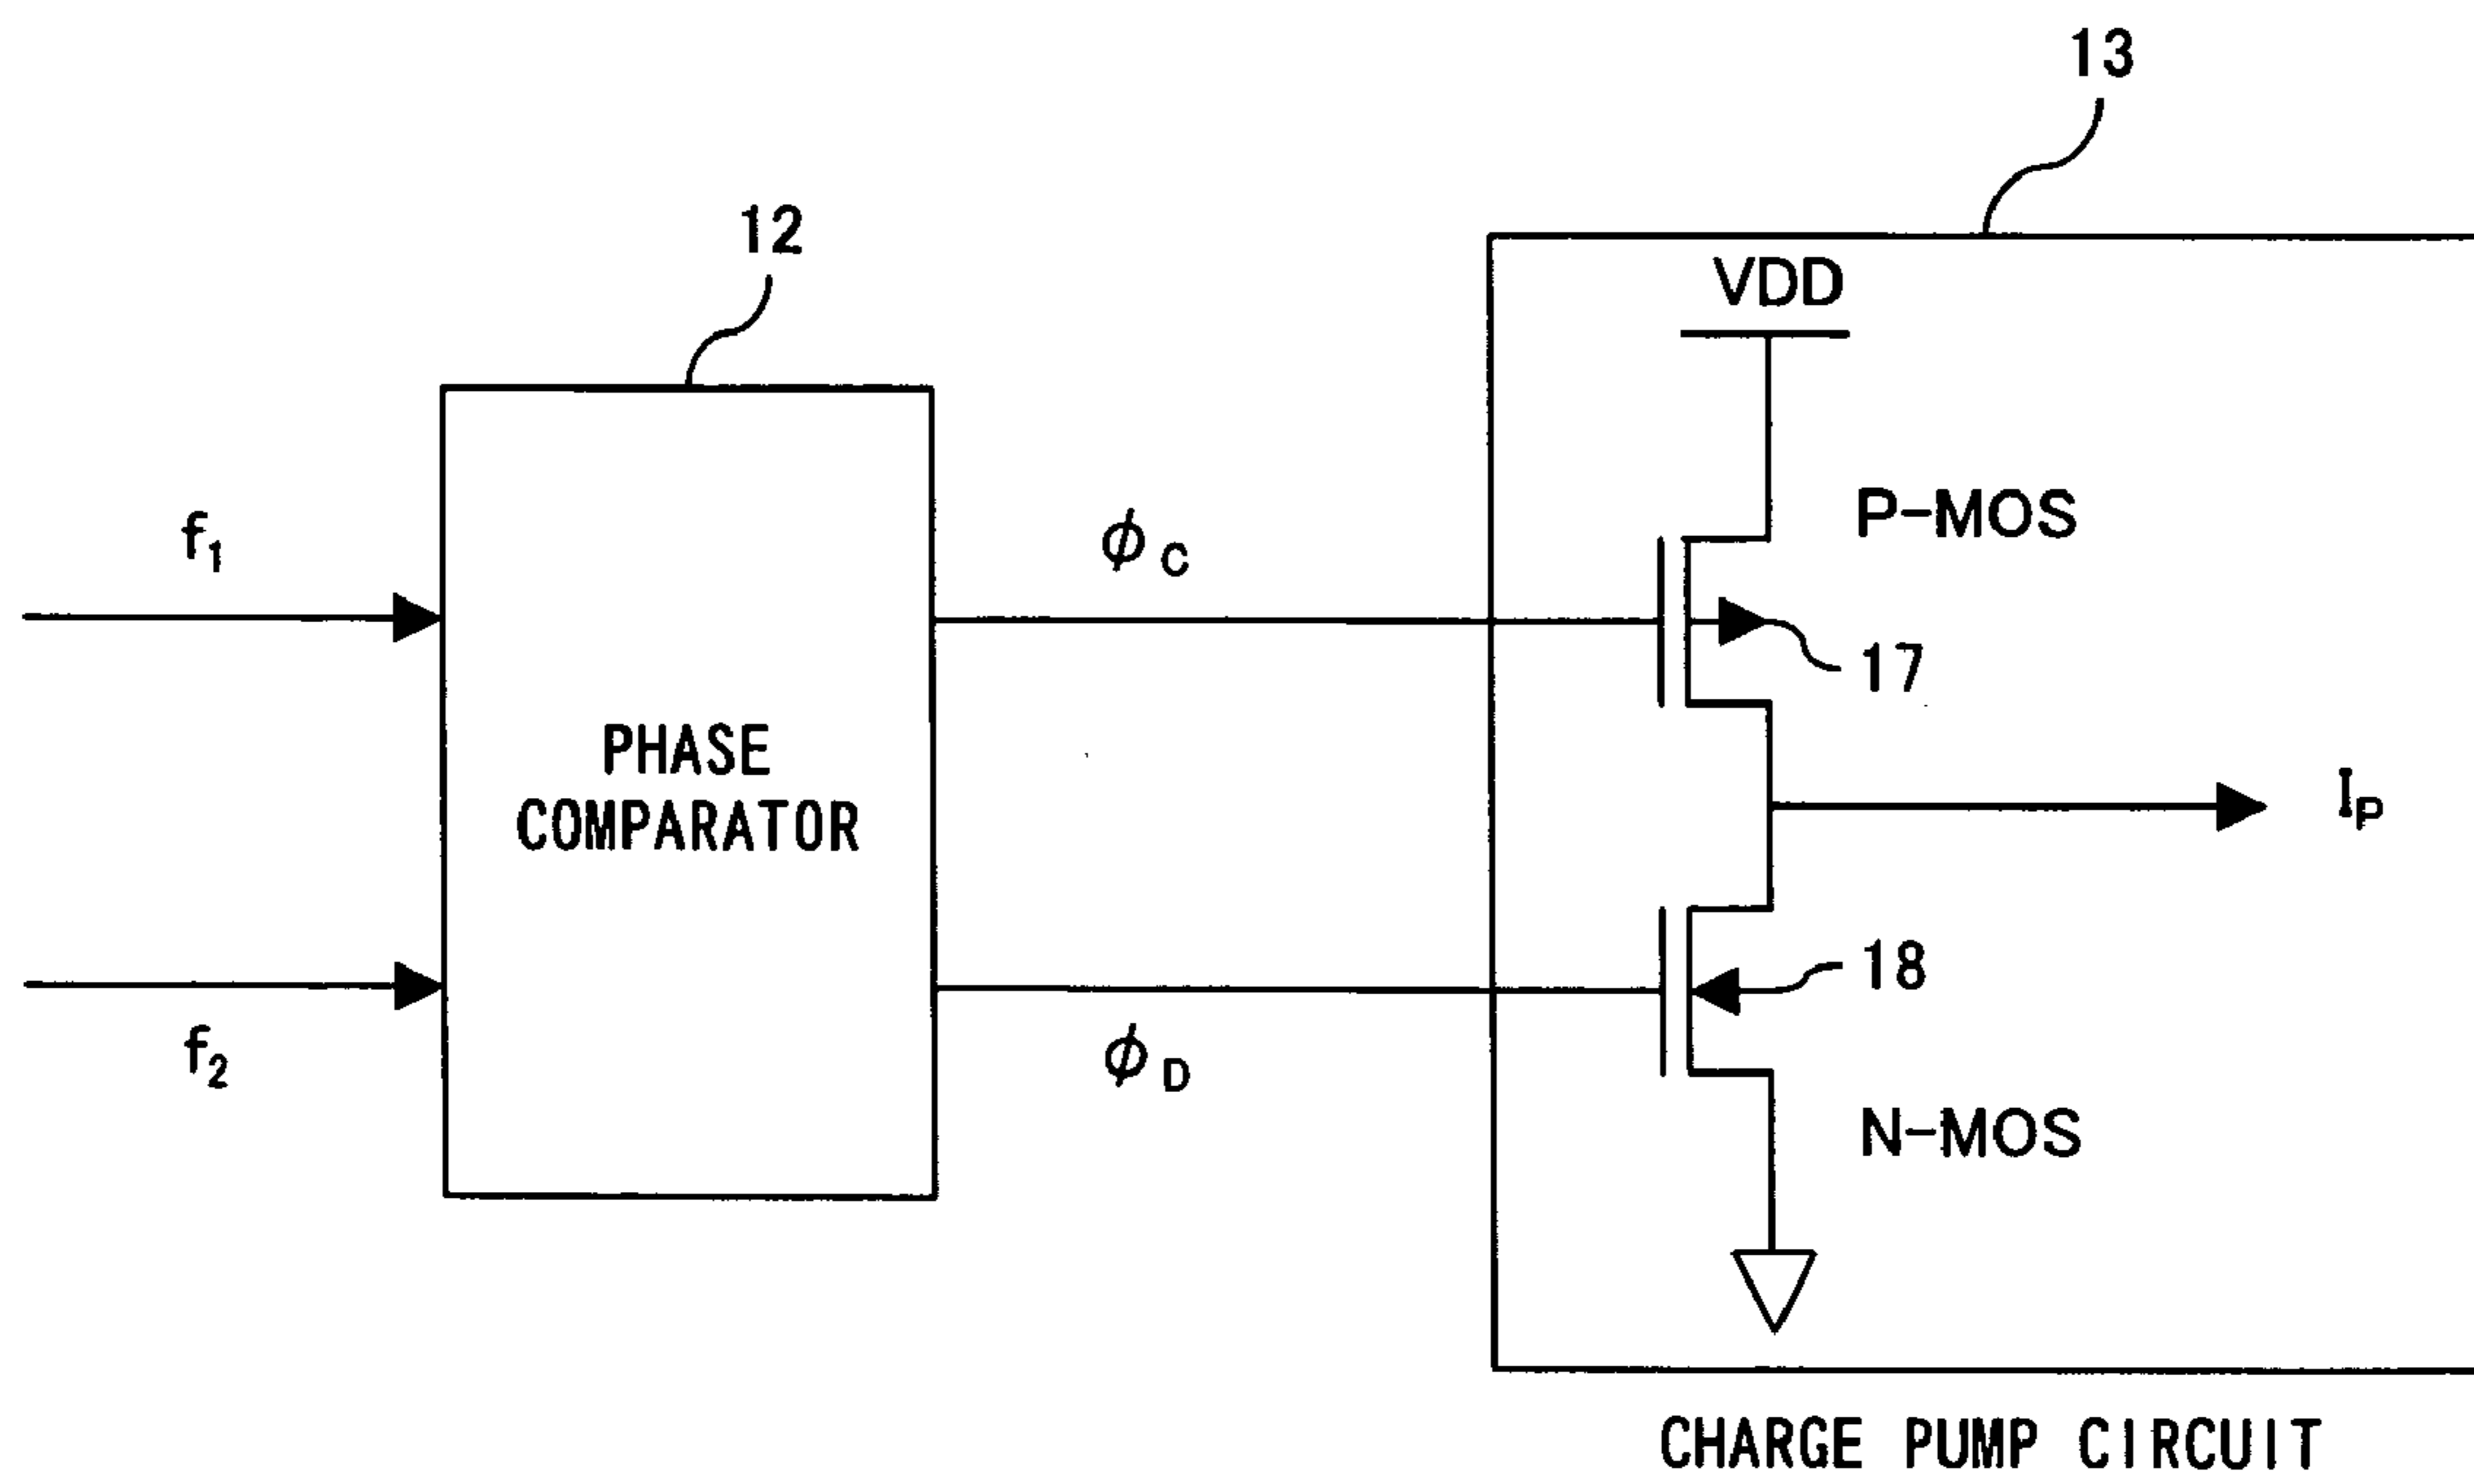 13
12
VDD
f1
ϕC
P-MOS
17
PHASE
COMPARATOR
IP
18
f2
ϕD
N-MOS
CHARGE PUMP CIRCUIT